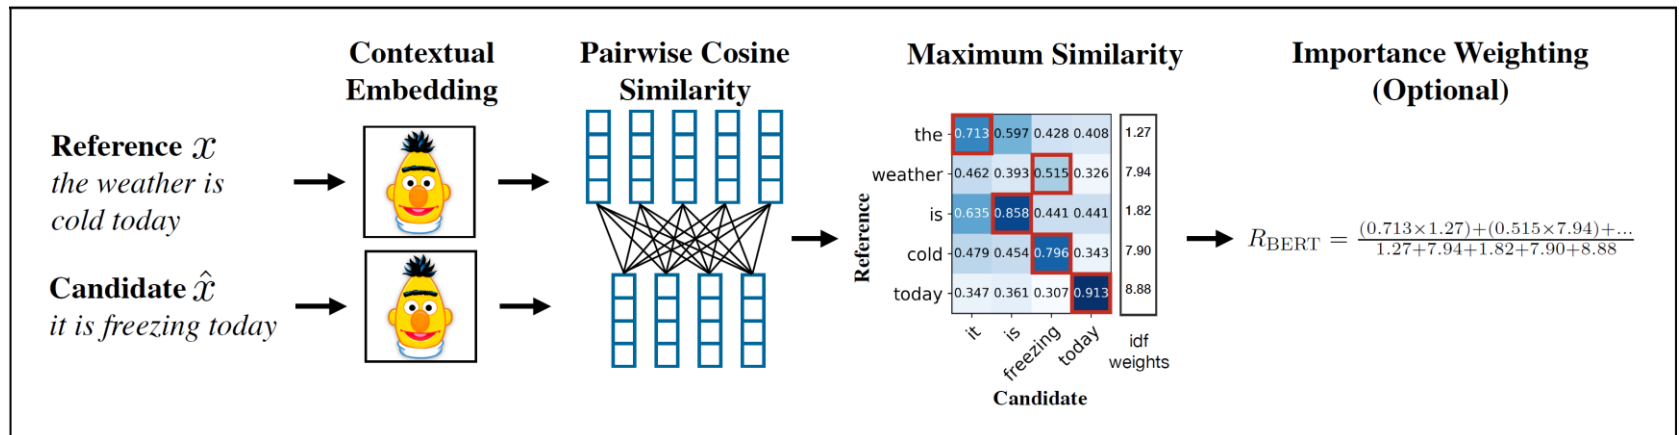 Contextual
Embedding
Pairwise Cosine
Similarity
Maximum Similarity
Importance Weighting
(Optional)
Reference x
the weather is
cold today
Candidate x̂
it is freezing today
Reference
the 0.713 0.597 0.428 0.408 1.27
weather 0.462 0.393 0.515 0.326 7.94
is 0.635 0.858 0.441 0.441 1.82
cold 0.479 0.454 0.796 0.343 7.90
today 0.347 0.361 0.307 0.913 8.88
it is freezing today
idf
weights
Candidate
R_BERT = (0.713×1.27)+(0.515×7.94)+... / 1.27+7.94+1.82+7.90+8.88